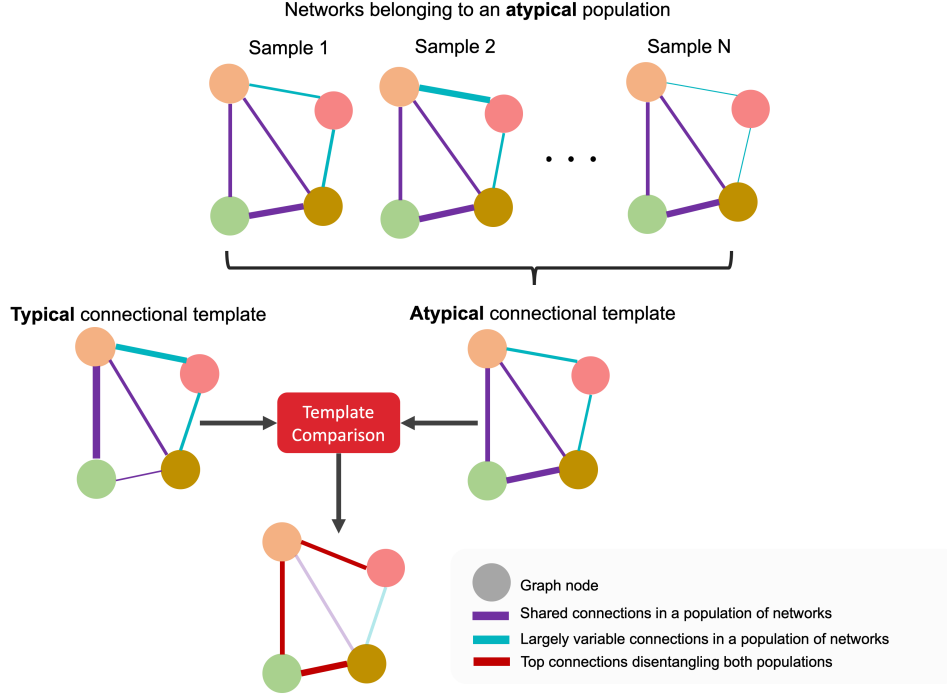 Networks belonging to an atypical population
Sample 1
Sample 2
Sample N
. . .
Typical connectional template
Atypical connectional template
Template
Comparison
Graph node
Shared connections in a population of networks
Largely variable connections in a population of networks
Top connections disentangling both populations